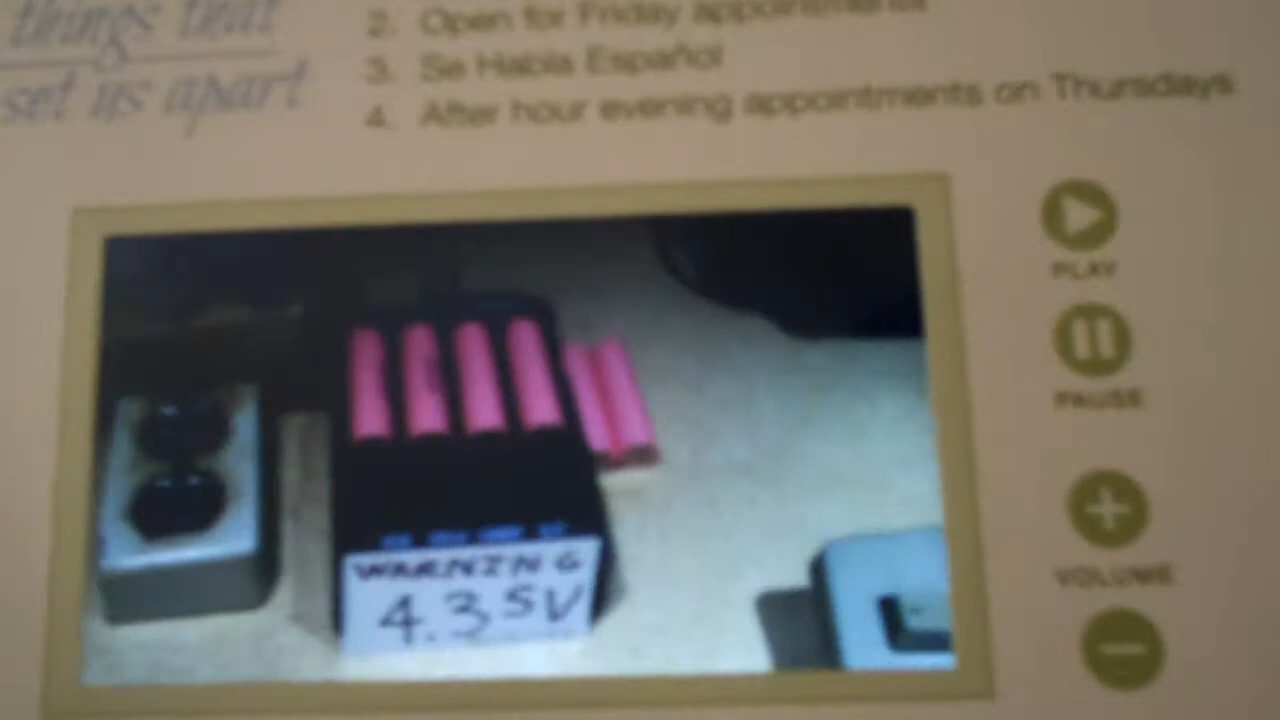 things that
set us apart
2. Open for Friday appointments
3. Se Habla Español
4. After hour evening appointments on Thursdays
PLAY
PAUSE
VOLUME
WARNING
4.35V